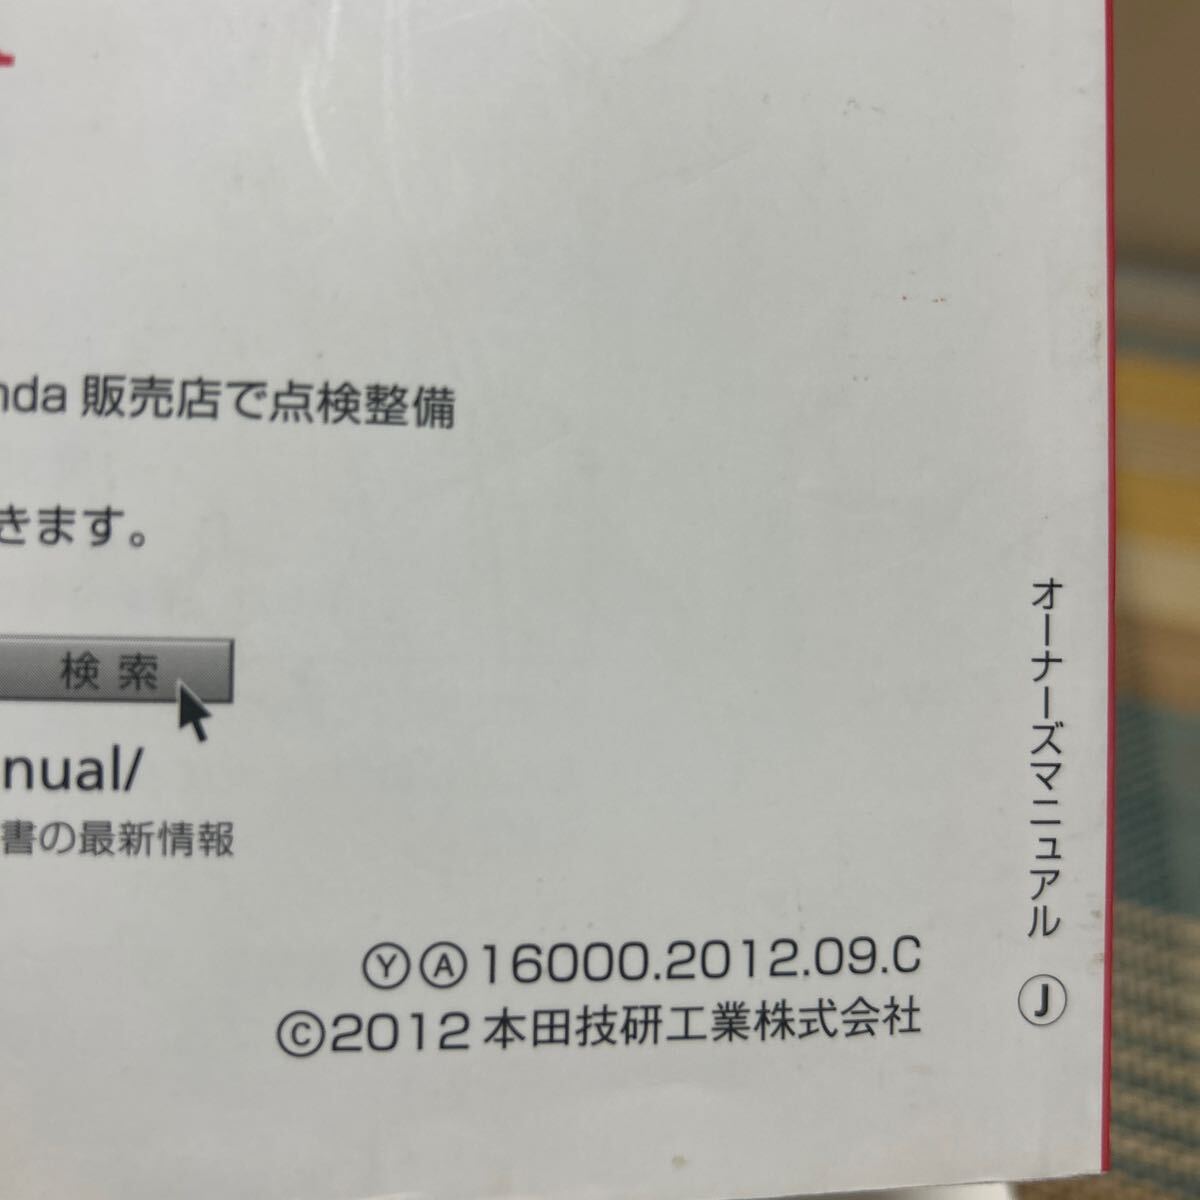 nda 販売店で点検整備
きます。
検 索
nual/
書の最新情報
ⓎⒶ16000.2012.09.C
©2012 本田技研工業株式会社
オーナーズマニュアル Ⓙ